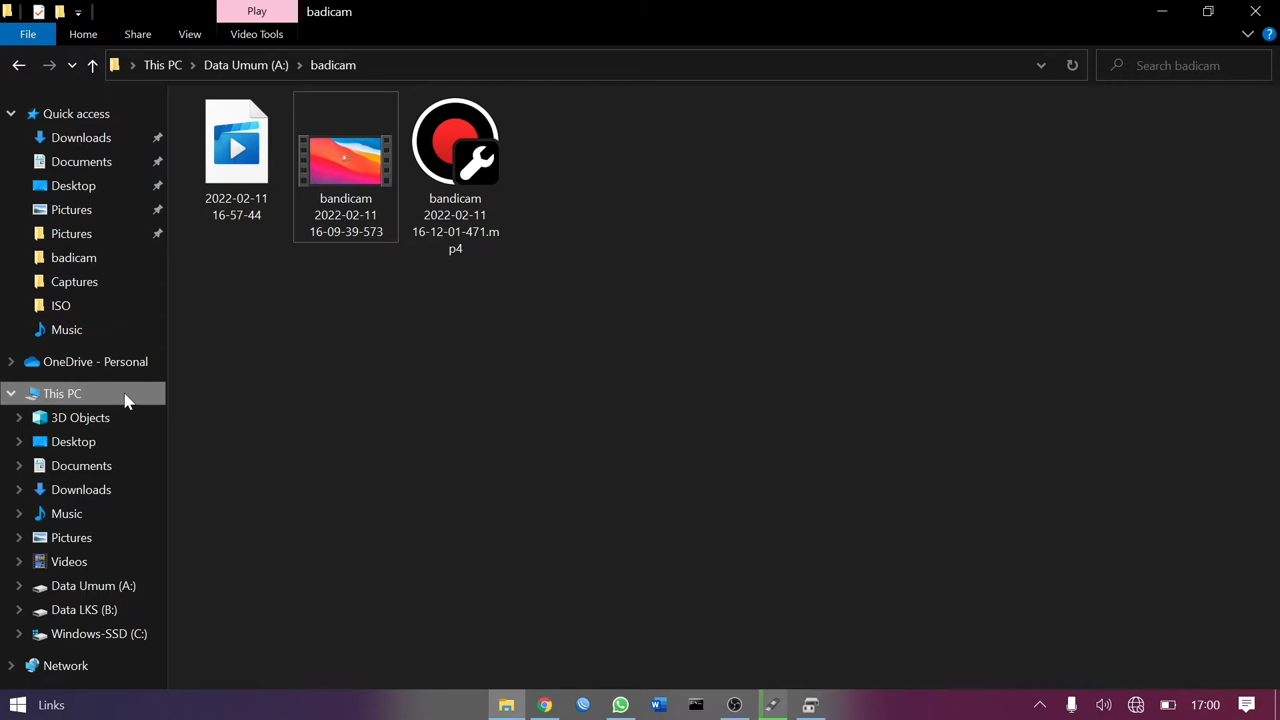 Play
badicam
File
Home
Share
View
Video Tools
This PC
Data Umum (A:)
badicam
Search badicam
Quick access
Downloads
Documents
Desktop
Pictures
Pictures
badicam
Captures
ISO
Music
OneDrive - Personal
This PC
3D Objects
Desktop
Documents
Downloads
Music
Pictures
Videos
Data Umum (A:)
Data LKS (B:)
Windows-SSD (C:)
Network
2022-02-11
16-57-44
bandicam
2022-02-11
16-09-39-573
bandicam
2022-02-11
16-12-01-471.m
p4
Links
17:00